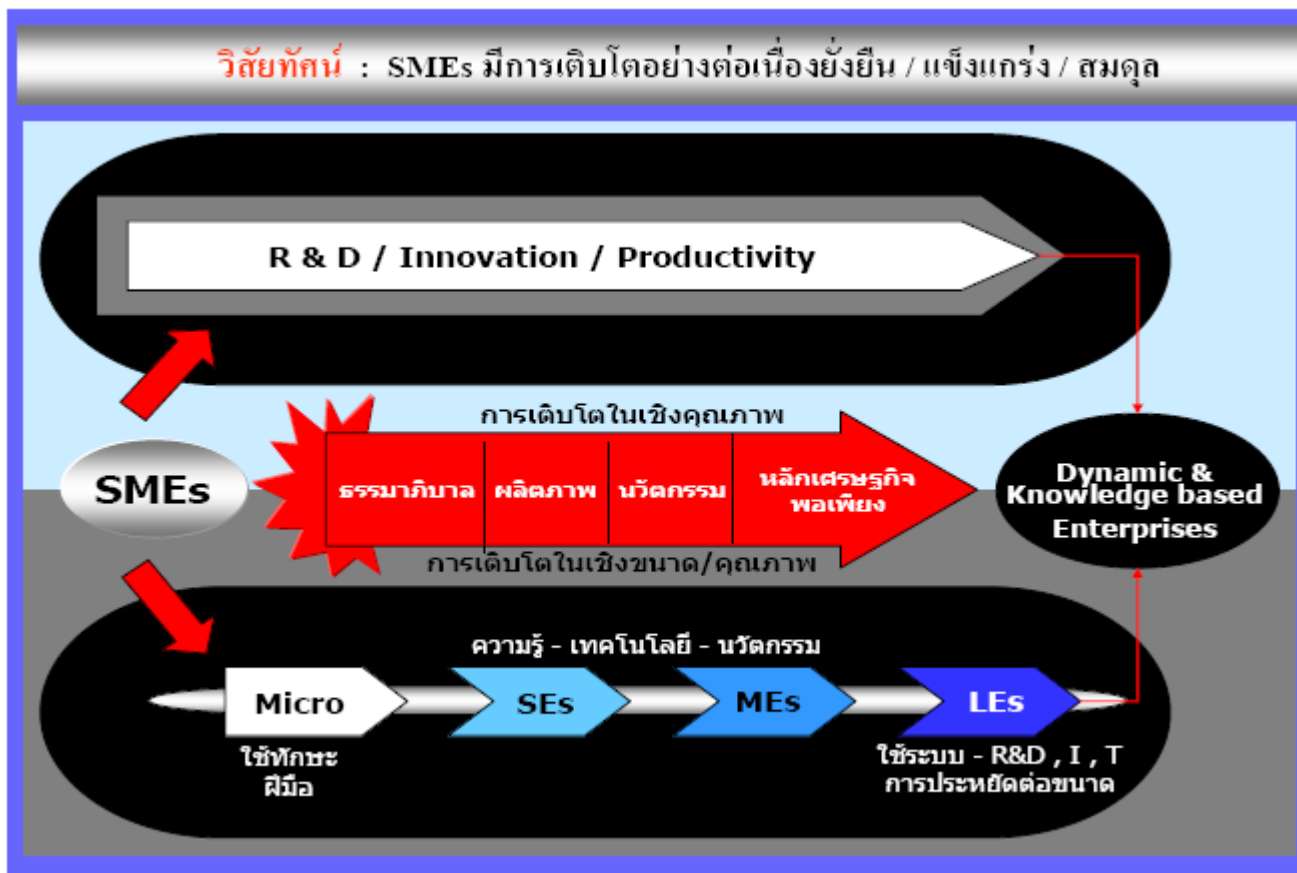 วิสัยทัศน์ : SMEs มีการเติบโตอย่างต่อเนื่องยั่งยืน / แข็งแกร่ง / สมดุล
R & D / Innovation / Productivity
การเติบโตในเชิงคุณภาพ
SMEs
ธรรมาภิบาล
ผลิตภาพ
นวัตกรรม
หลักเศรษฐกิจ
พอเพียง
Dynamic &
Knowledge based
Enterprises
การเติบโตในเชิงขนาด/คุณภาพ
ความรู้ - เทคโนโลยี - นวัตกรรม
Micro
SEs
MEs
LEs
ใช้ทักษะ
ฝีมือ
ใช้ระบบ - R&D , I , T
การประหยัดต่อขนาด